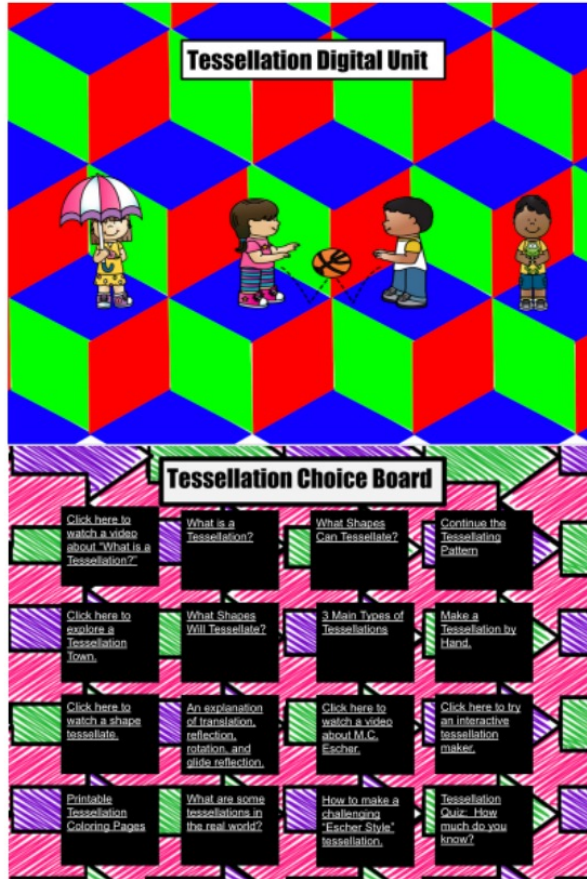 Tessellation Digital Unit
Tessellation Choice Board
Click here to
watch a video
about "What is a
Tessellation?"
What is a
Tessellation?
What Shapes
Can Tessellate?
Continue the
Tessellating
Pattern
Click here to
explore a
Tessellation
Town.
What Shapes
Will Tessellate?
3 Main Types of
Tessellations
Make a
Tessellation by
Hand.
Click here to
watch a shape
tessellate.
An explanation
of translation,
reflection,
rotation, and
glide reflection.
Click here to
watch a video
about M.C.
Escher.
Click here to try
an interactive
tessellation
maker.
Printable
Tessellation
Coloring Pages
What are some
tessellations in
the real world?
How to make a
challenging
"Escher Style"
tessellation.
Tessellation
Quiz: How
much do you
know?